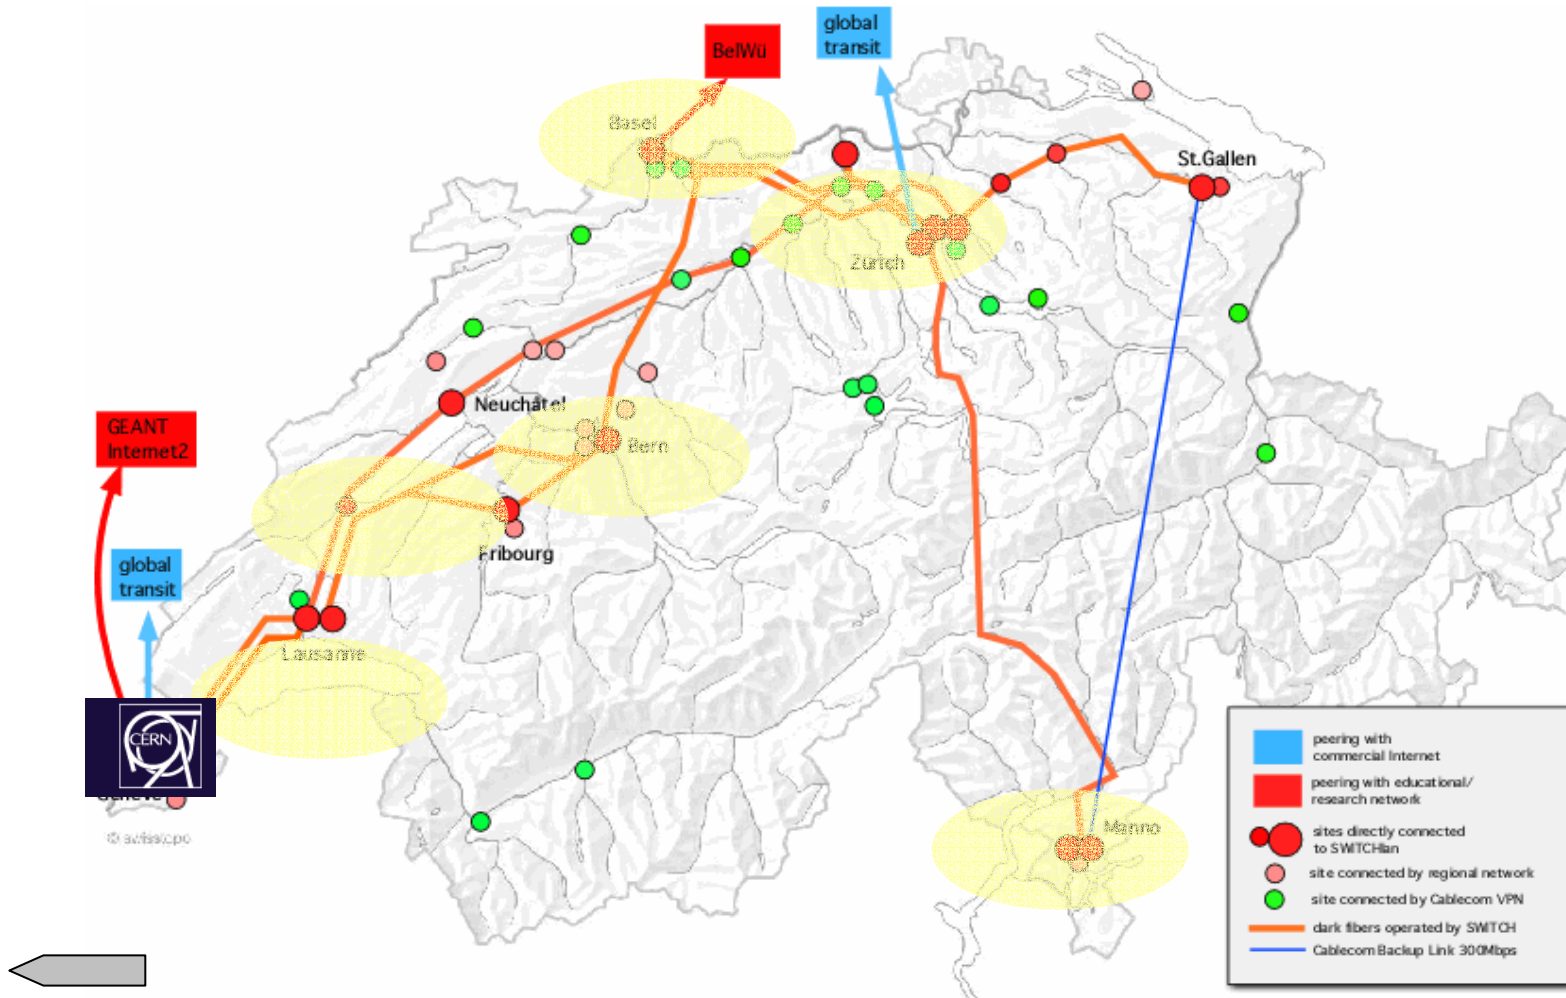 global
transit
BelWü
Basel
St.Gallen
Zürich
Neuchâtel
GEANT
Internet2
Bern
Fribourg
global
transit
Lausanne
CERN
Manno
© swisstopo
peering with
commercial Internet
peering with educational/
research network
sites directly connected
to SWITCHlan
site connected by regional network
site connected by Cablecom VPN
dark fibers operated by SWITCH
Cablecom Backup Link 300Mbps